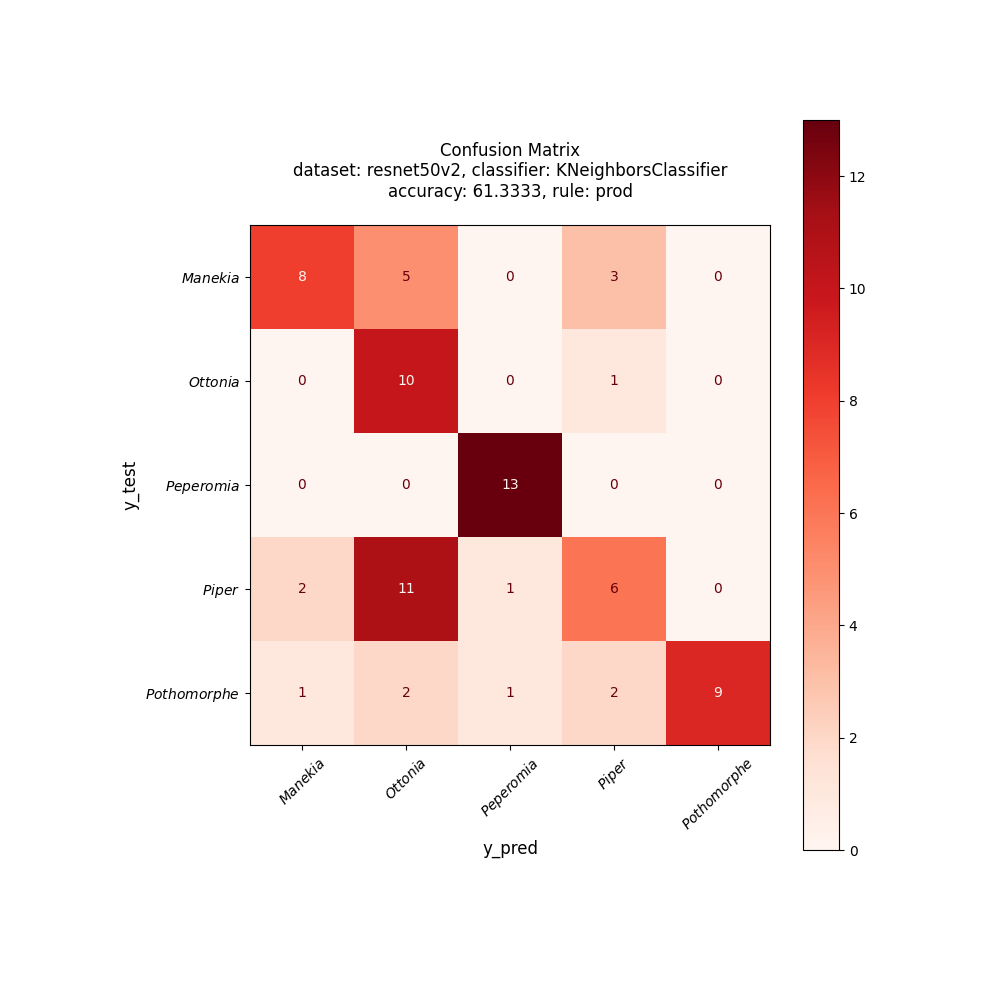 Confusion Matrix
dataset: resnet50v2, classifier: KNeighborsClassifier
accuracy: 61.3333, rule: prod
Manekia 8 5 0 3 0
Ottonia 0 10 0 1 0
Peperomia 0 0 13 0 0
Piper 2 11 1 6 0
Pothomorphe 1 2 1 2 9
y_test
Manekia Ottonia Peperomia Piper Pothomorphe
y_pred
12
10
8
6
4
2
0